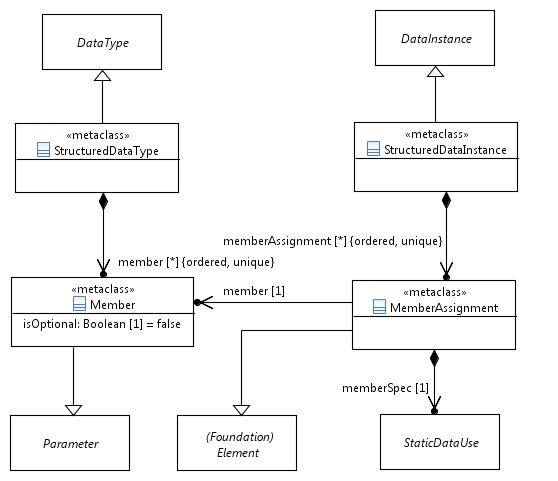 DataType
DataInstance
«metaclass»
StructuredDataType
«metaclass»
StructuredDataInstance
memberAssignment [*] {ordered, unique}
member [*] {ordered, unique}
«metaclass»
Member
isOptional: Boolean [1] = false
member [1]
«metaclass»
MemberAssignment
memberSpec [1]
Parameter
(Foundation)
Element
StaticDataUse